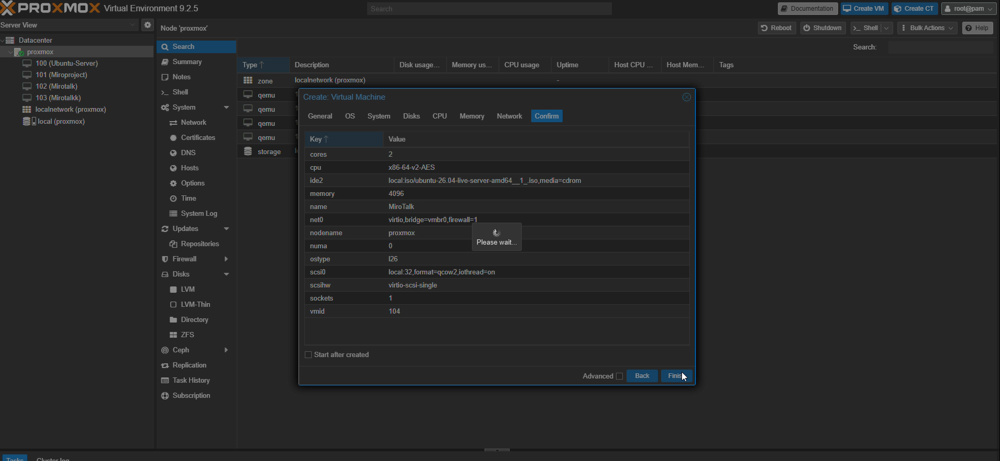 PROXMOX Virtual Environment 9.2.5
Search
Documentation
Create VM
Create CT
root@pam
Server View
Node 'proxmox'
Reboot
Shutdown
Shell
Bulk Actions
Help
Datacenter
proxmox
100 (Ubuntu-Server)
101 (Miroproject)
102 (Mirotalk)
103 (Mirotalkk)
localnetwork (proxmox)
local (proxmox)
Search
Summary
Notes
Shell
System
Network
Certificates
DNS
Hosts
Options
Time
System Log
Updates
Repositories
Firewall
Disks
LVM
LVM-Thin
Directory
ZFS
Ceph
Replication
Task History
Subscription
Search:
Type Description Disk usage... Memory us... CPU usage Uptime Host CPU ... Host Mem... Tags
zone localnetwork (proxmox) -
qemu 1
qemu 1
qemu 1
qemu 1
storage
Create: Virtual Machine
General OS System Disks CPU Memory Network Confirm
Key Value
cores 2
cpu x86-64-v2-AES
ide2 local:iso/ubuntu-26.04-live-server-amd64__1_.iso,media=cdrom
memory 4096
name MiroTalk
net0 virtio,bridge=vmbr0,firewall=1
nodename proxmox
numa 0
ostype l26
scsi0 local:32,format=qcow2,iothread=on
scsihw virtio-scsi-single
sockets 1
vmid 104
Please wait...
Start after created
Advanced
Back
Finis
Tasks
Cluster log